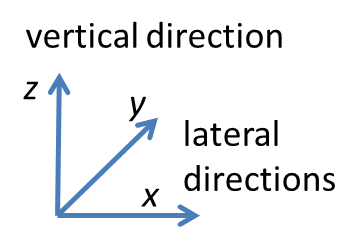 vertical direction
z
y
lateral
directions
x